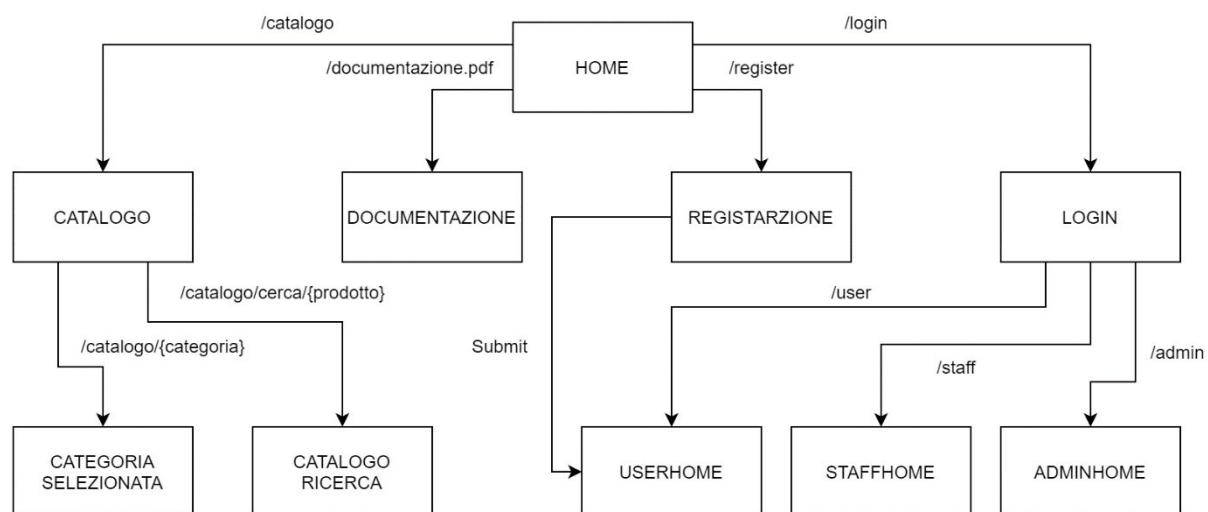 /catalogo
/login
/documentazione.pdf
HOME
/register
CATALOGO
DOCUMENTAZIONE
REGISTARZIONE
LOGIN
/catalogo/cerca/{prodotto}
/user
/catalogo/{categoria}
Submit
/staff
/admin
CATEGORIA
SELEZIONATA
CATALOGO
RICERCA
USERHOME
STAFFHOME
ADMINHOME